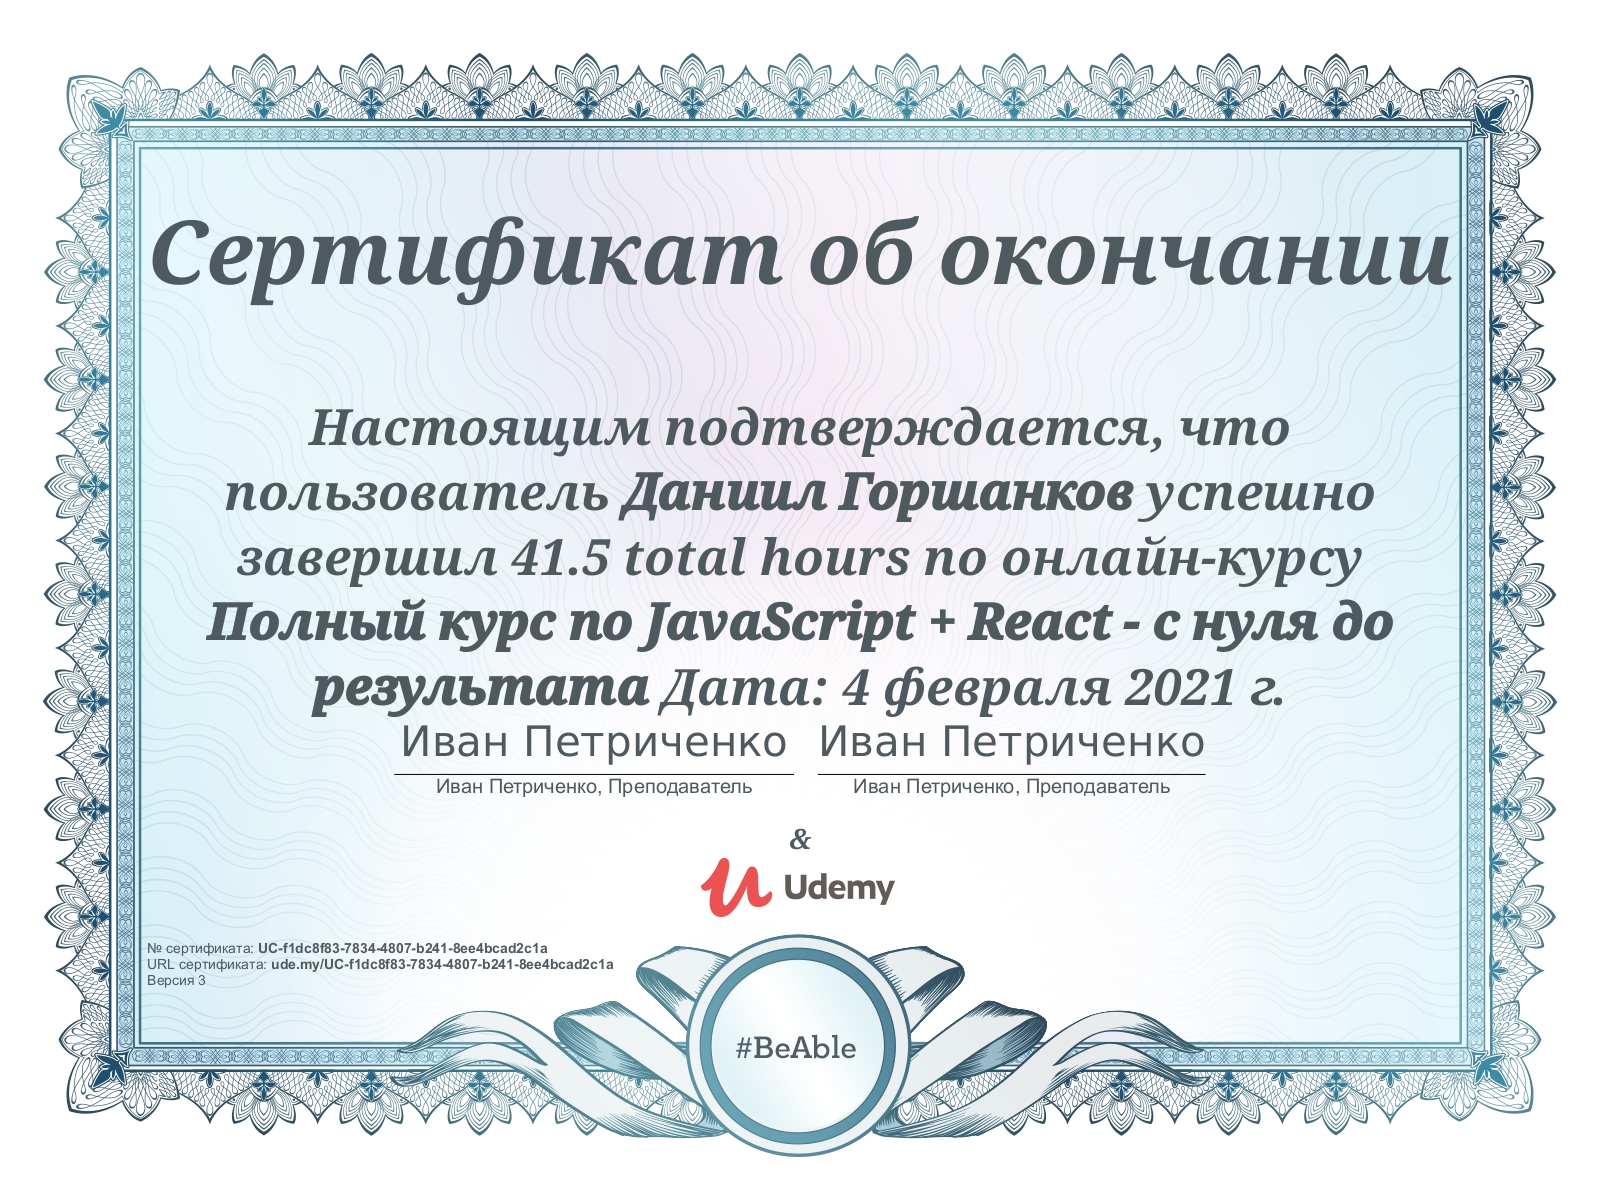 Сертификат об окончании
Настоящим подтверждается, что
пользователь Даниил Горшанков успешно
завершил 41.5 total hours по онлайн-курсу
Полный курс по JavaScript + React - с нуля до
результата Дата: 4 февраля 2021 г.
Иван Петриченко Иван Петриченко
Иван Петриченко, Преподаватель Иван Петриченко, Преподаватель
&
Udemy
№ сертификата: UC-f1dc8f83-7834-4807-b241-8ee4bcad2c1a
URL сертификата: ude.my/UC-f1dc8f83-7834-4807-b241-8ee4bcad2c1a
Версия 3
#BeAble